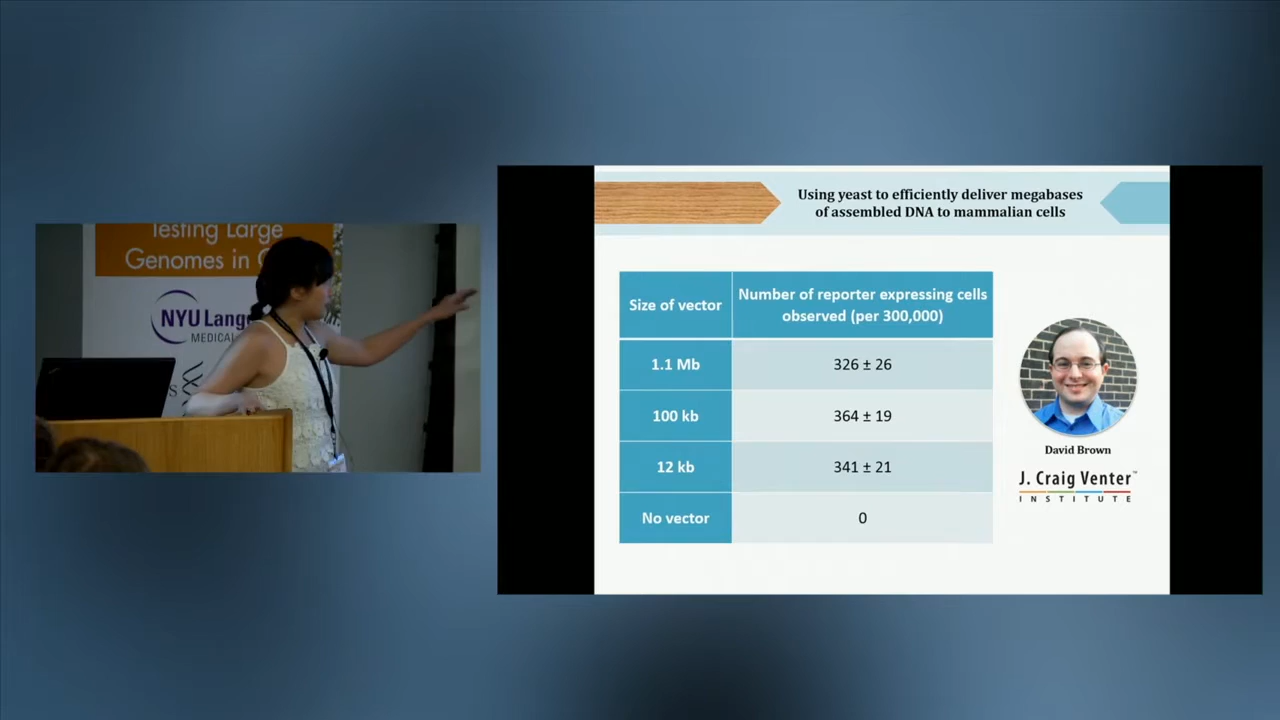 Testing Large
Genomes in C
NYU Lang
MEDICAL
Using yeast to efficiently deliver megabases
of assembled DNA to mammalian cells
Size of vector
Number of reporter expressing cells
observed (per 300,000)
1.1 Mb
326 ± 26
100 kb
364 ± 19
12 kb
341 ± 21
No vector
0
David Brown
J. Craig Venter™
INSTITUTE